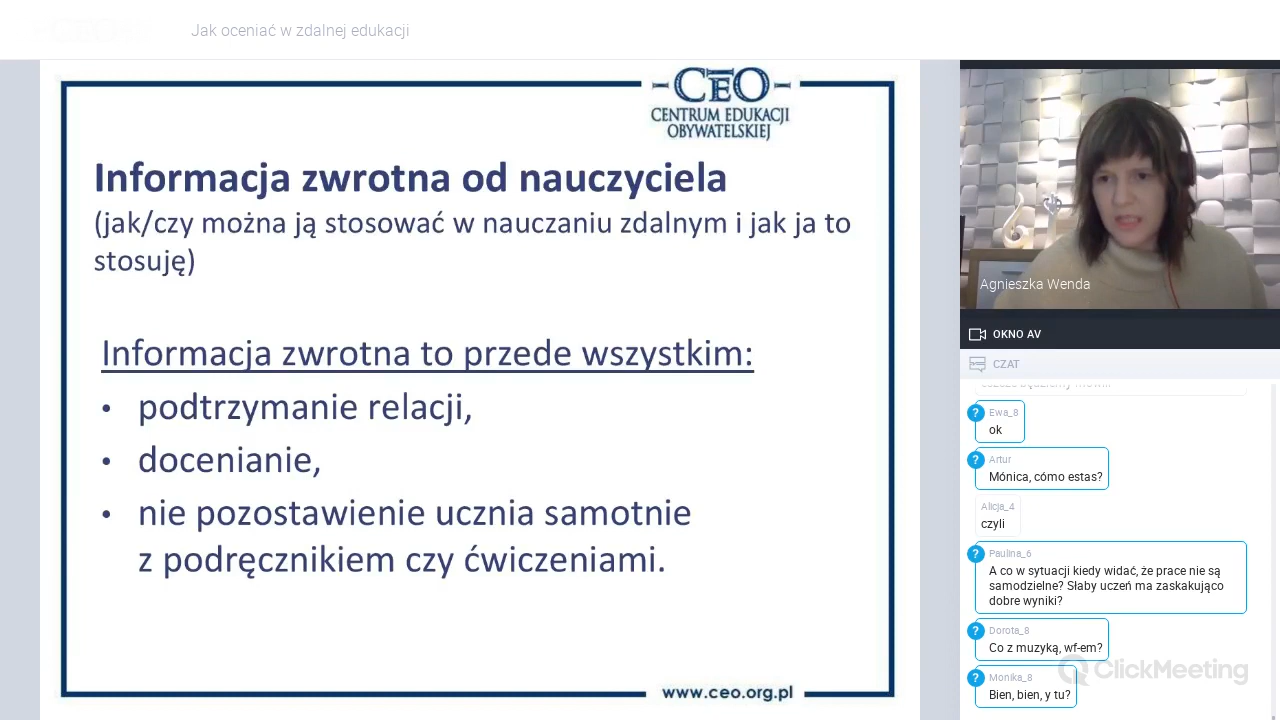 Jak oceniać w zdalnej edukacji
CEO
CENTRUM EDUKACJI
OBYWATELSKIEJ
Informacja zwrotna od nauczyciela
(jak/czy można ją stosować w nauczaniu zdalnym i jak ja to
stosuję)
Informacja zwrotna to przede wszystkim:
• podtrzymanie relacji,
• docenianie,
• nie pozostawienie ucznia samotnie
z podręcznikiem czy ćwiczeniami.
www.ceo.org.pl
Agnieszka Wenda
OKNO AV
CZAT
? Ewa_8
ok
? Artur
Mónica, cómo estas?
Alicja_4
czyli
? Paulina_6
A co w sytuacji kiedy widać, że prace nie są
samodzielne? Słaby uczeń ma zaskakująco
dobre wyniki?
? Dorota_8
Co z muzyką, wf-em?
? Monika_8
Bien, bien, y tu?
ClickMeeting